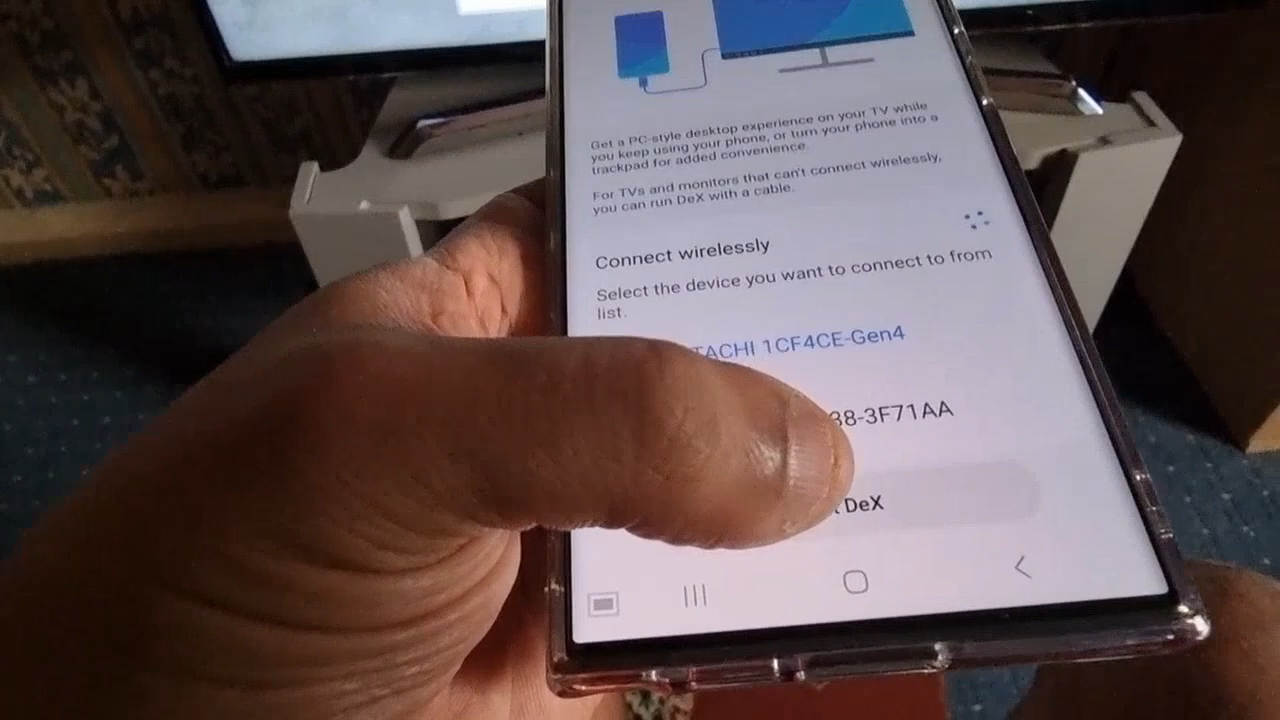 Get a PC-style desktop experience on your TV while
you keep using your phone, or turn your phone into a
trackpad for added convenience.
For TVs and monitors that can't connect wirelessly,
you can run DeX with a cable.
Connect wirelessly
Select the device you want to connect to from
list.
TACHI 1CF4CE-Gen4
38-3F71AA
DeX